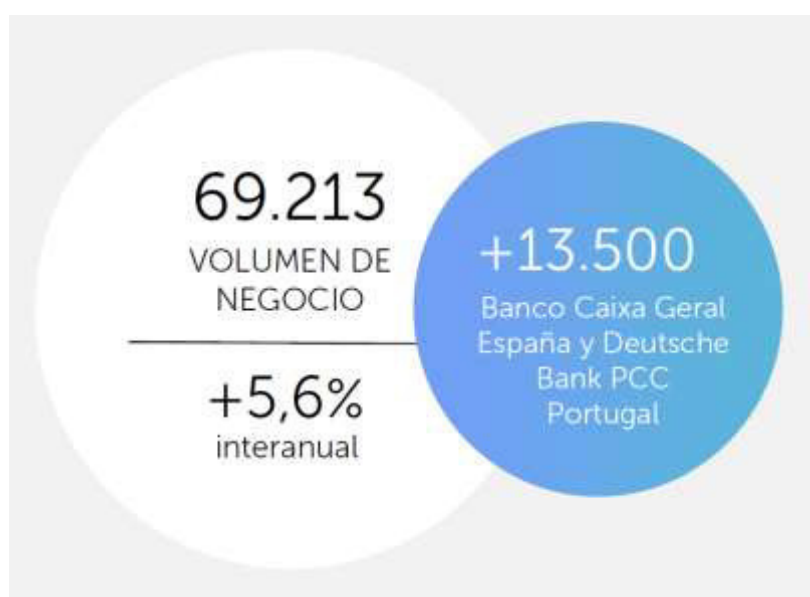 69.213
VOLUMEN DE
NEGOCIO
+5,6%
interanual
+13.500
Banco Caixa Geral
España y Deutsche
Bank PCC
Portugal